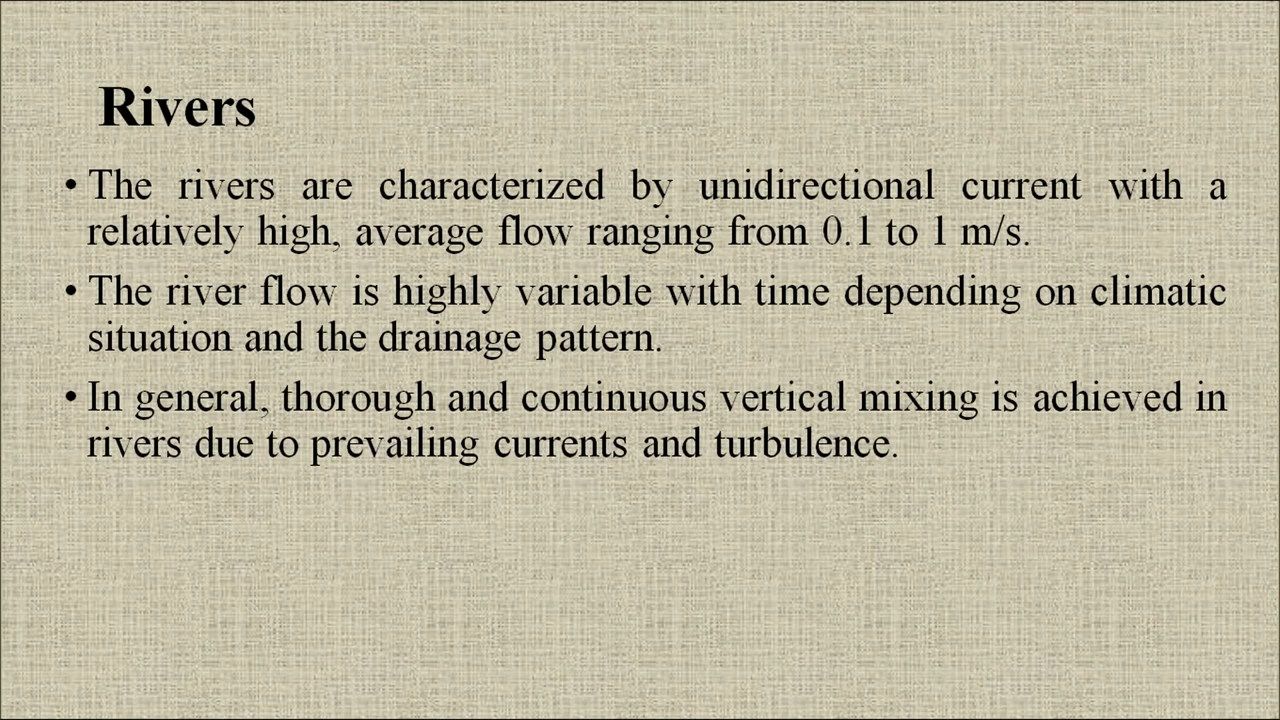 Rivers
• The rivers are characterized by unidirectional current with a
relatively high, average flow ranging from 0.1 to 1 m/s.
• The river flow is highly variable with time depending on climatic
situation and the drainage pattern.
• In general, thorough and continuous vertical mixing is achieved in
rivers due to prevailing currents and turbulence.